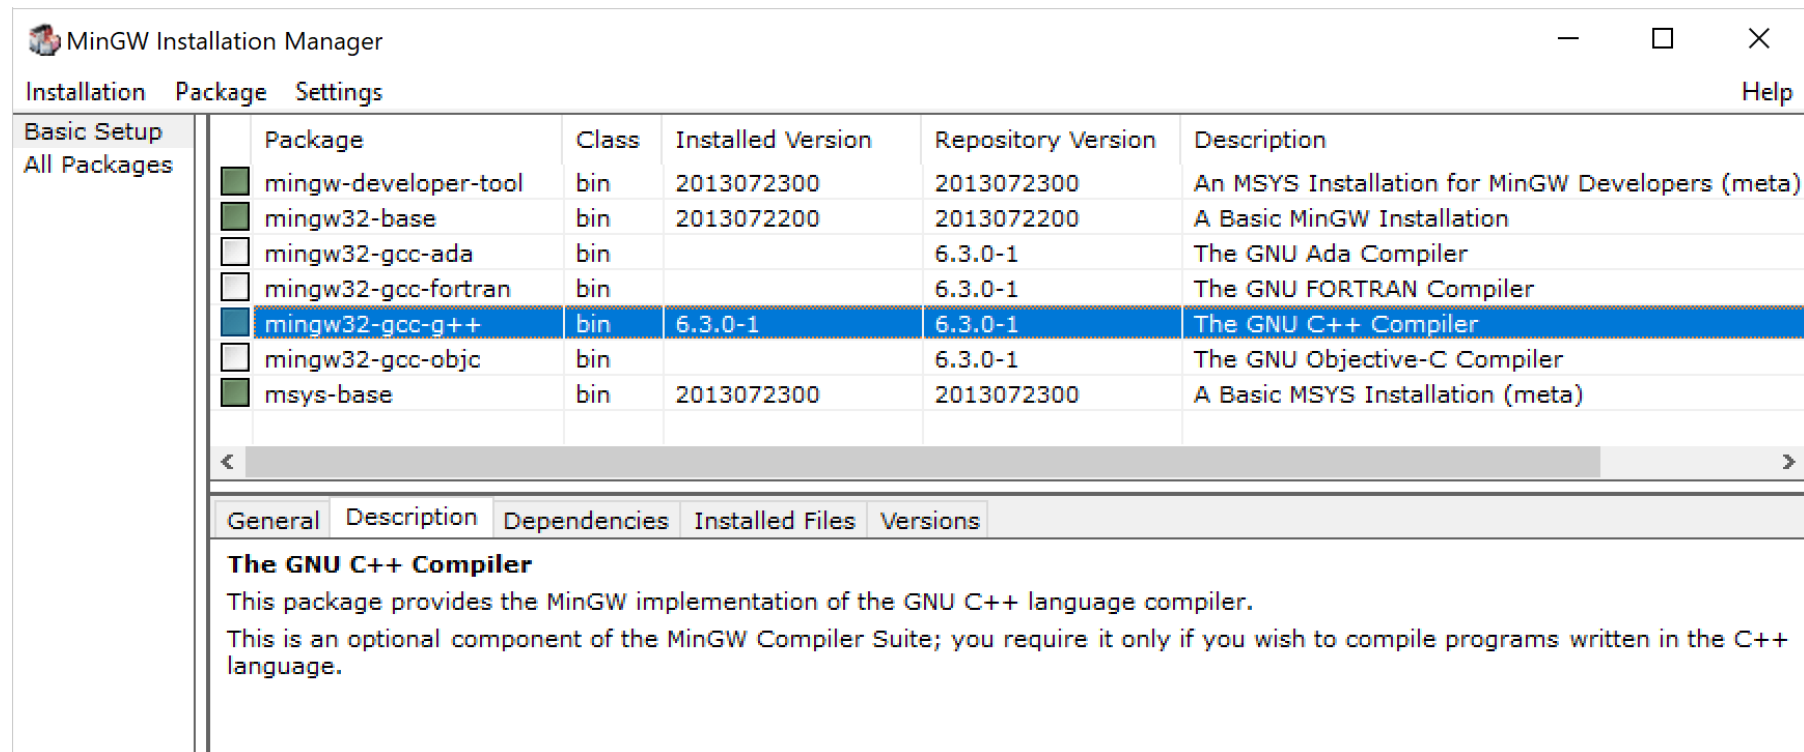 MinGW Installation Manager
Installation Package Settings Help
Basic Setup
All Packages
Package Class Installed Version Repository Version Description
mingw-developer-tool bin 2013072300 2013072300 An MSYS Installation for MinGW Developers (meta)
mingw32-base bin 2013072200 2013072200 A Basic MinGW Installation
mingw32-gcc-ada bin 6.3.0-1 The GNU Ada Compiler
mingw32-gcc-fortran bin 6.3.0-1 The GNU FORTRAN Compiler
mingw32-gcc-g++ bin 6.3.0-1 6.3.0-1 The GNU C++ Compiler
mingw32-gcc-objc bin 6.3.0-1 The GNU Objective-C Compiler
msys-base bin 2013072300 2013072300 A Basic MSYS Installation (meta)
General Description Dependencies Installed Files Versions
The GNU C++ Compiler
This package provides the MinGW implementation of the GNU C++ language compiler.
This is an optional component of the MinGW Compiler Suite; you require it only if you wish to compile programs written in the C++
language.